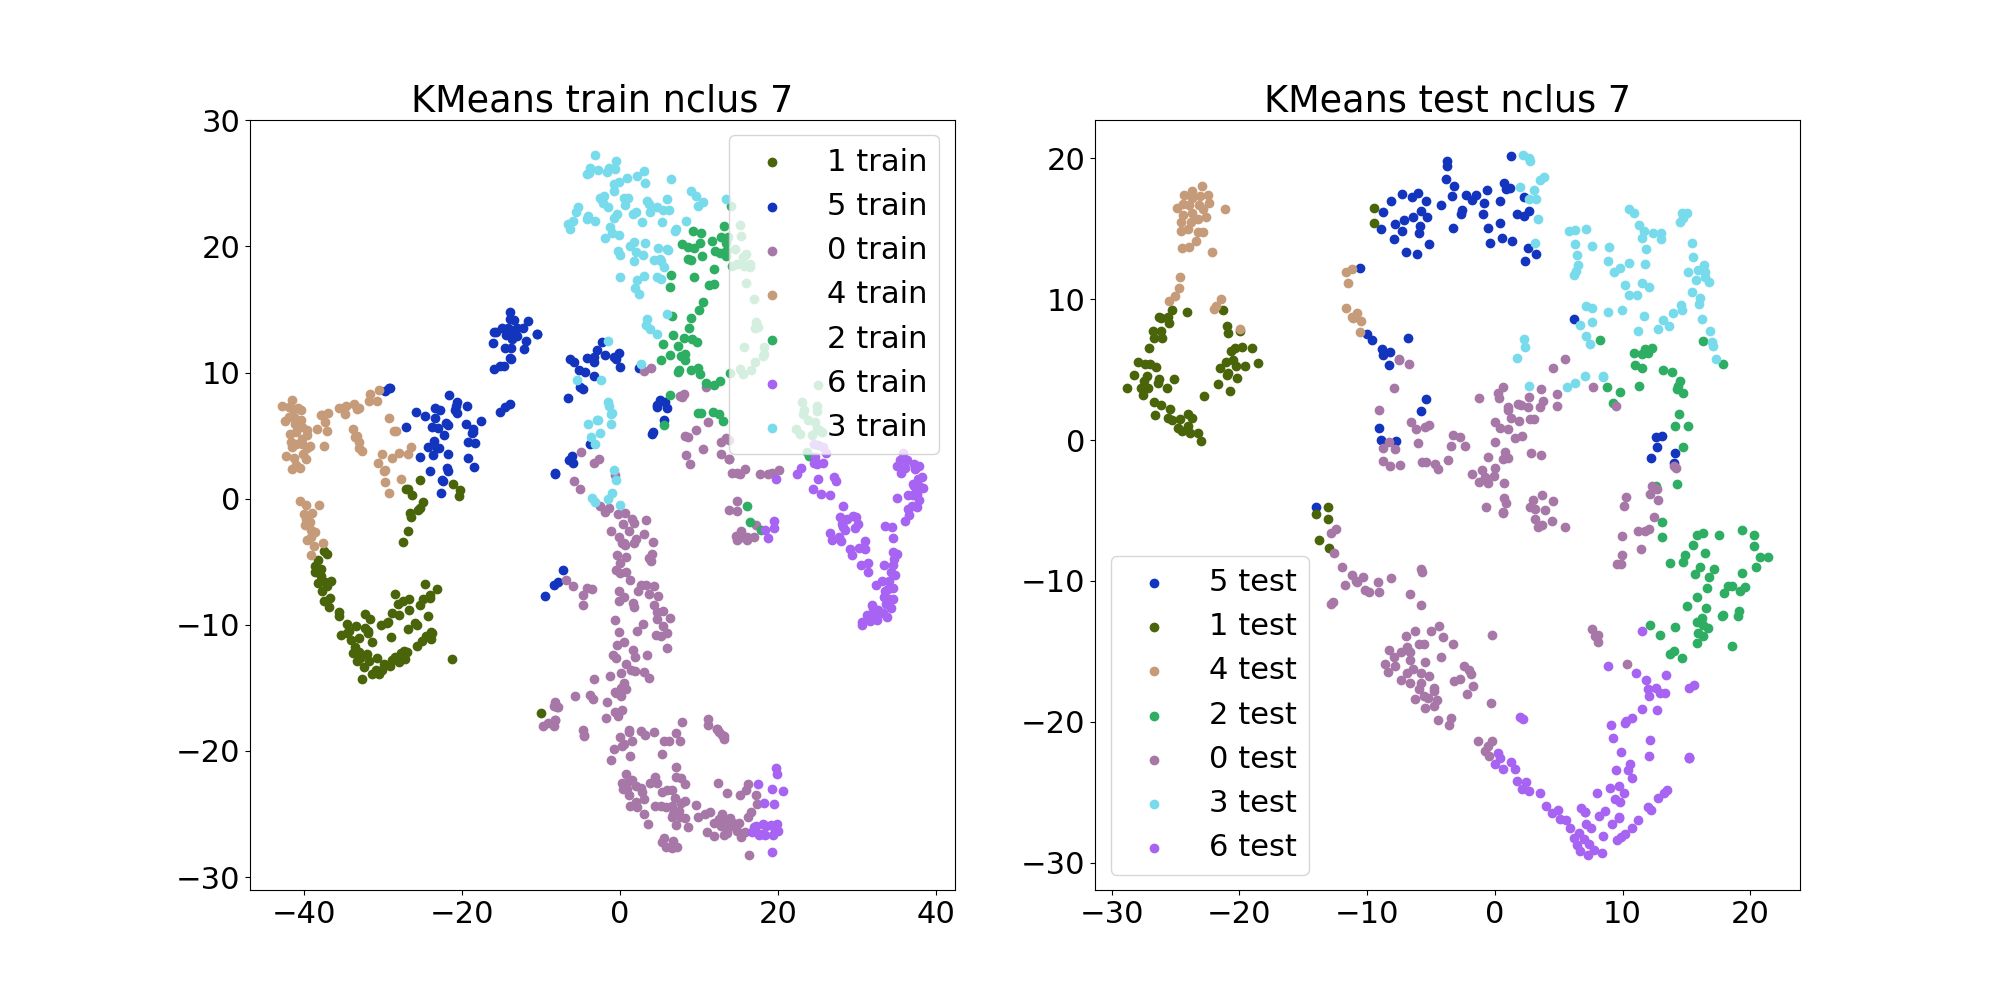 KMeans train nclus 7
30
20
10
0
−10
−20
−30
−40
−20
0
20
40
1 train
5 train
0 train
4 train
2 train
6 train
3 train
KMeans test nclus 7
20
10
0
−10
−20
−30
−30
−20
−10
0
10
20
5 test
1 test
4 test
2 test
0 test
3 test
6 test